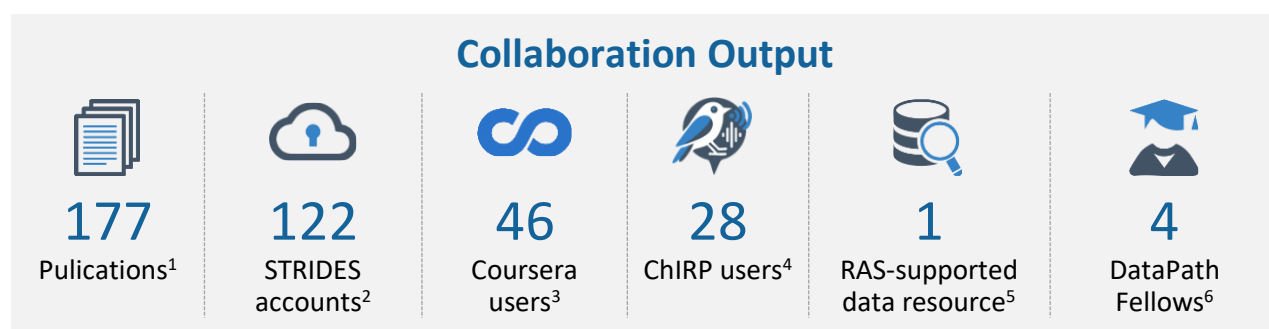 Collaboration Output
177
Pulications¹
122
STRIDES
accounts²
46
Coursera
users³
28
ChIRP users⁴
1
RAS-supported
data resource⁵
4
DataPath
Fellows⁶